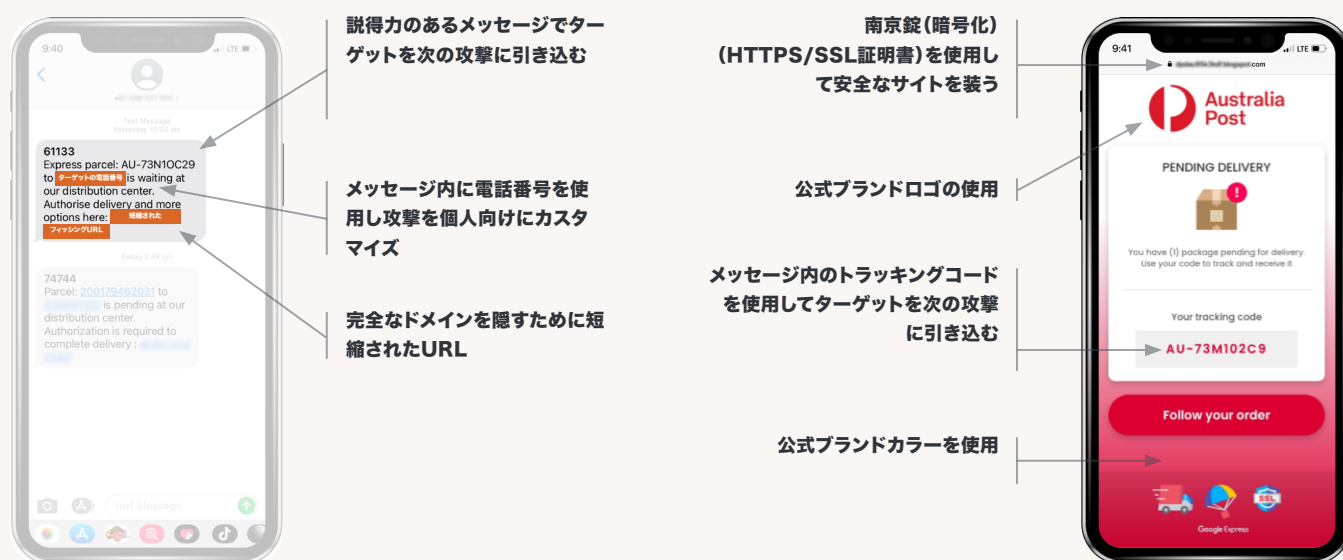 9:40
LTE
Text Message
Yesterday 10:02 am
61133
Express parcel: AU-73N1OC29
to ターゲットの電話番号 is waiting at
our distribution center.
Authorise delivery and more
options here: 短縮された
フィッシングURL
Today 2:48 pm
74744
Parcel: 200179462031 to
is pending at our
distribution center.
Authorization is required to
complete delivery :
Text Message
説得力のあるメッセージでター
ゲットを次の攻撃に引き込む
メッセージ内に電話番号を使
用し攻撃を個人向けにカスタ
マイズ
完全なドメインを隠すために短
縮されたURL
南京錠(暗号化)
(HTTPS/SSL証明書)を使用し
て安全なサイトを装う
公式ブランドロゴの使用
メッセージ内のトラッキングコード
を使用してターゲットを次の攻撃
に引き込む
公式ブランドカラーを使用
9:41
LTE
.com
Australia
Post
PENDING DELIVERY
You have (1) package pending for delivery.
Use your code to track and receive it
Your tracking code
AU-73M102C9
Follow your order
SSL
Google Express